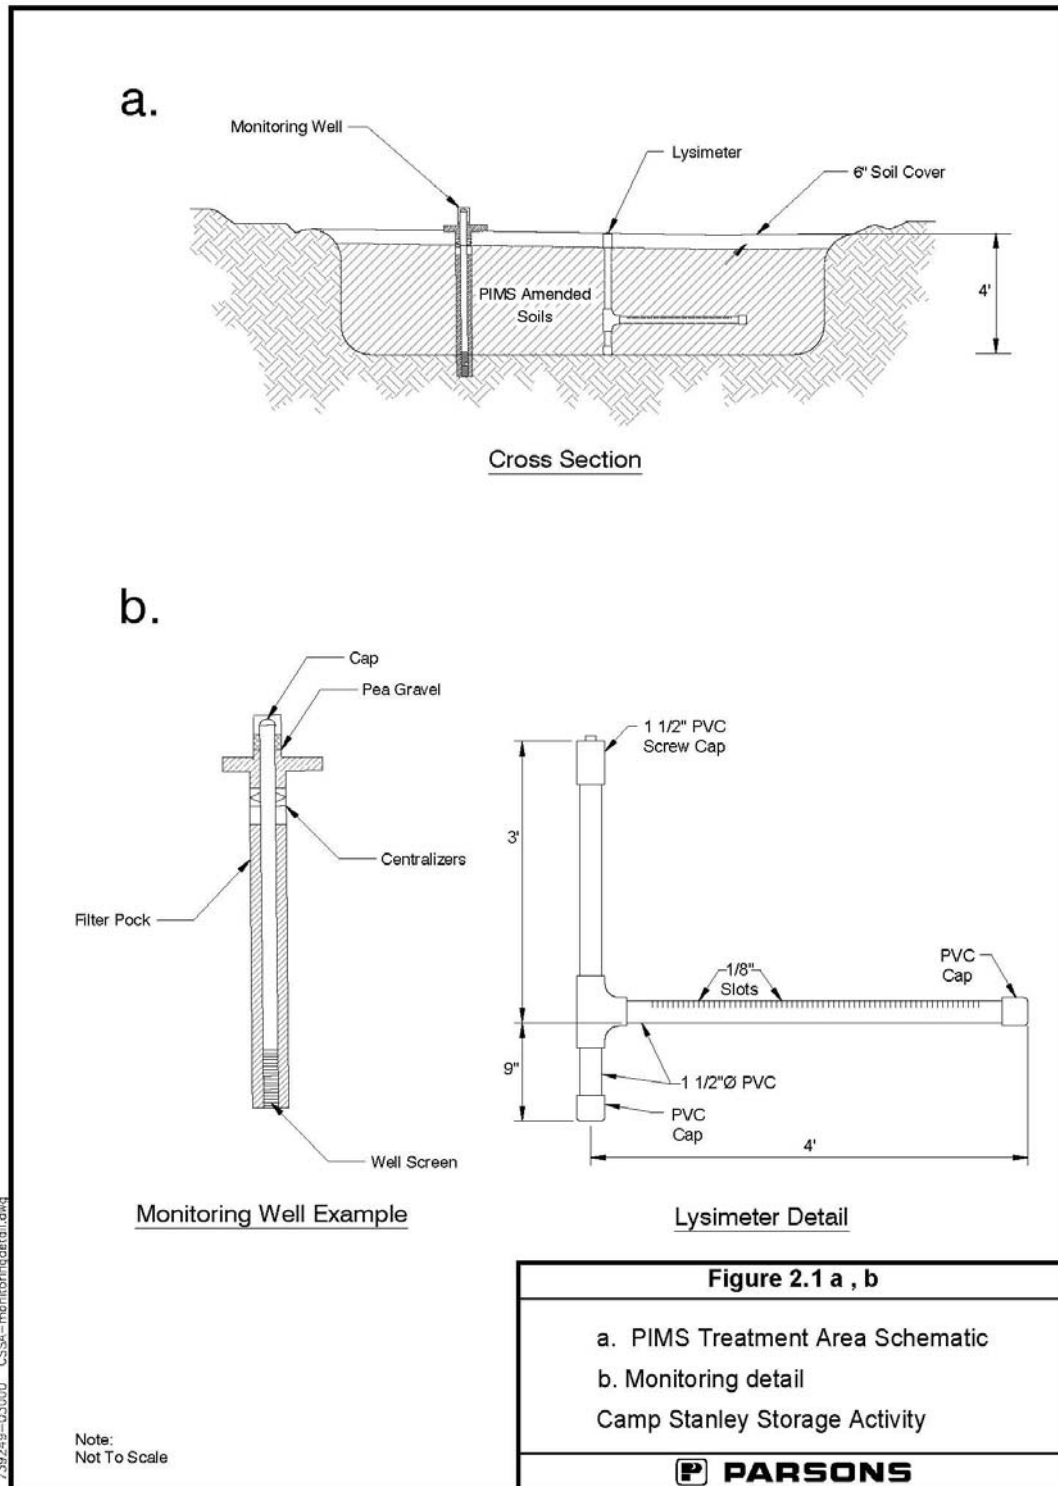 a.
Monitoring Well
Lysimeter
6" Soil Cover
PIMS Amended
Soils
4'
Cross Section
b.
Cap
Pea Gravel
Centralizers
Filter Pock
Well Screen
Monitoring Well Example
1 1/2" PVC
Screw Cap
3'
1/8"
Slots
PVC
Cap
9"
1 1/2"Ø PVC
PVC
Cap
4'
Lysimeter Detail
Figure 2.1 a , b
a. PIMS Treatment Area Schematic
b. Monitoring detail
Camp Stanley Storage Activity
PARSONS
Note:
Not To Scale